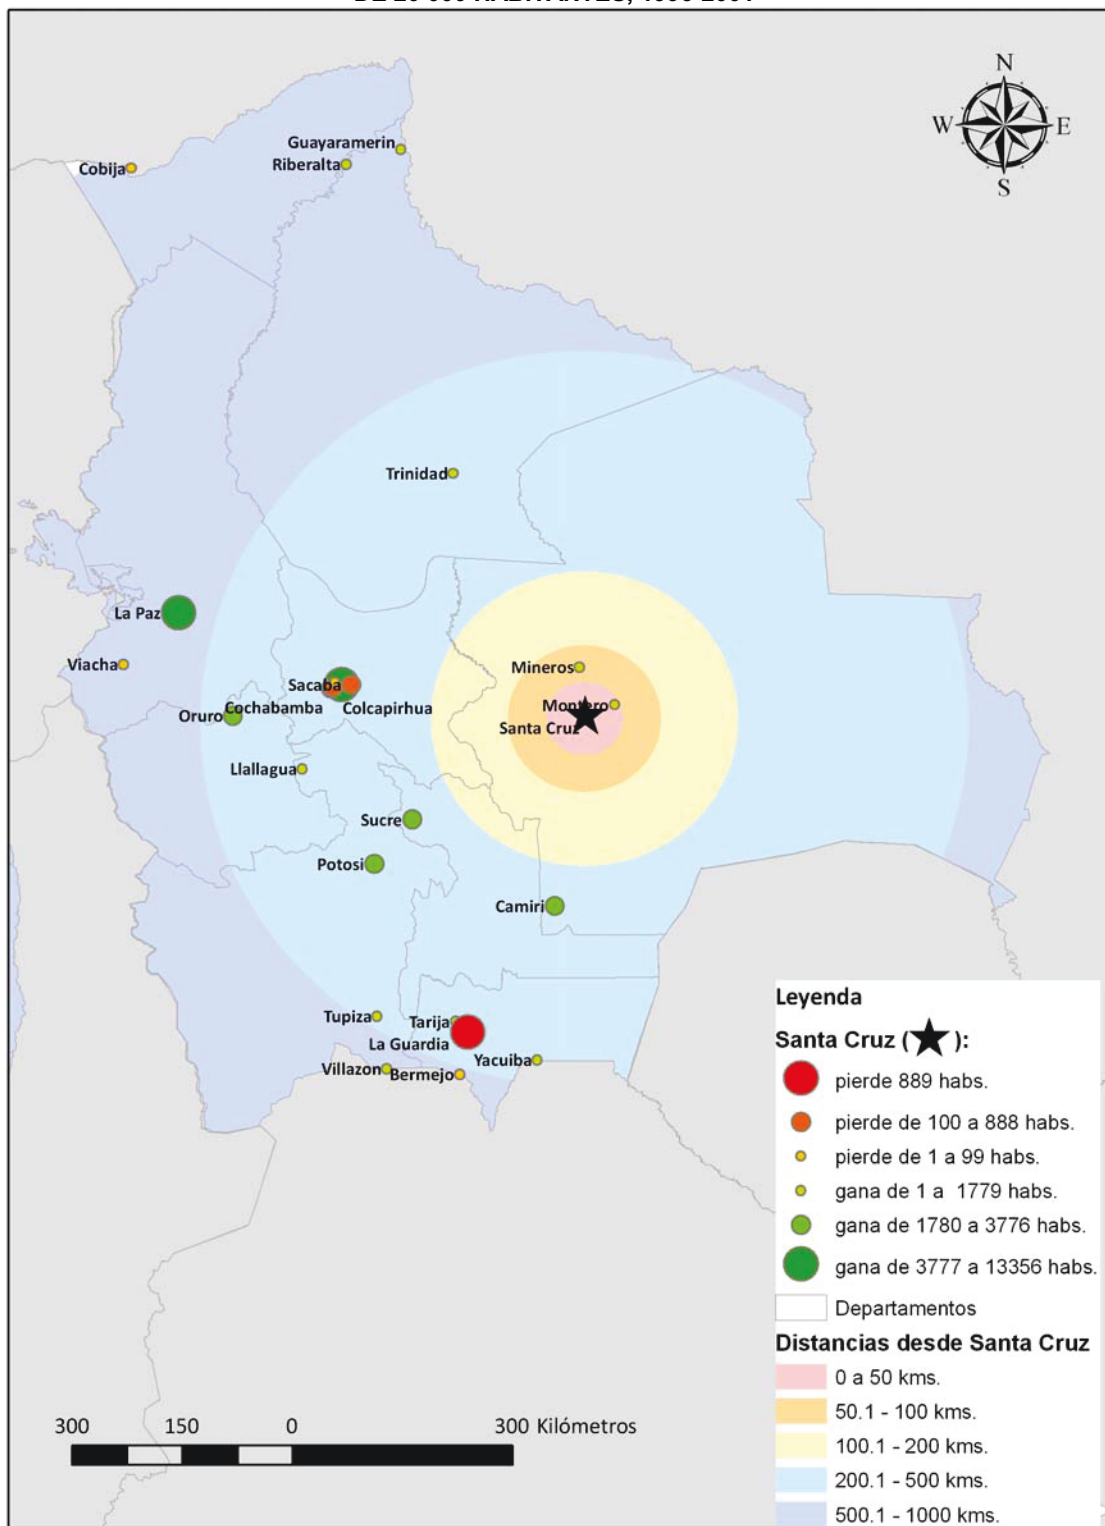 N
W E
S
Guayaramerin
Cobija
Riberalta
Trinidad
La Paz
Viacha
Mineros
Sacaba
Montero
Cochabamba
Colcapirhua
Oruro
Santa Cruz
Llallagua
Sucre
Potosi
Camiri
Tupiza
Tarija
La Guardia
Yacuiba
Villazon
Bermejo
Leyenda
Santa Cruz ( ):
pierde 889 habs.
pierde de 100 a 888 habs.
pierde de 1 a 99 habs.
gana de 1 a 1779 habs.
gana de 1780 a 3776 habs.
gana de 3777 a 13356 habs.
Departamentos
Distancias desde Santa Cruz
0 a 50 kms.
50.1 - 100 kms.
100.1 - 200 kms.
200.1 - 500 kms.
500.1 - 1000 kms.
300 150 0 300 Kilómetros